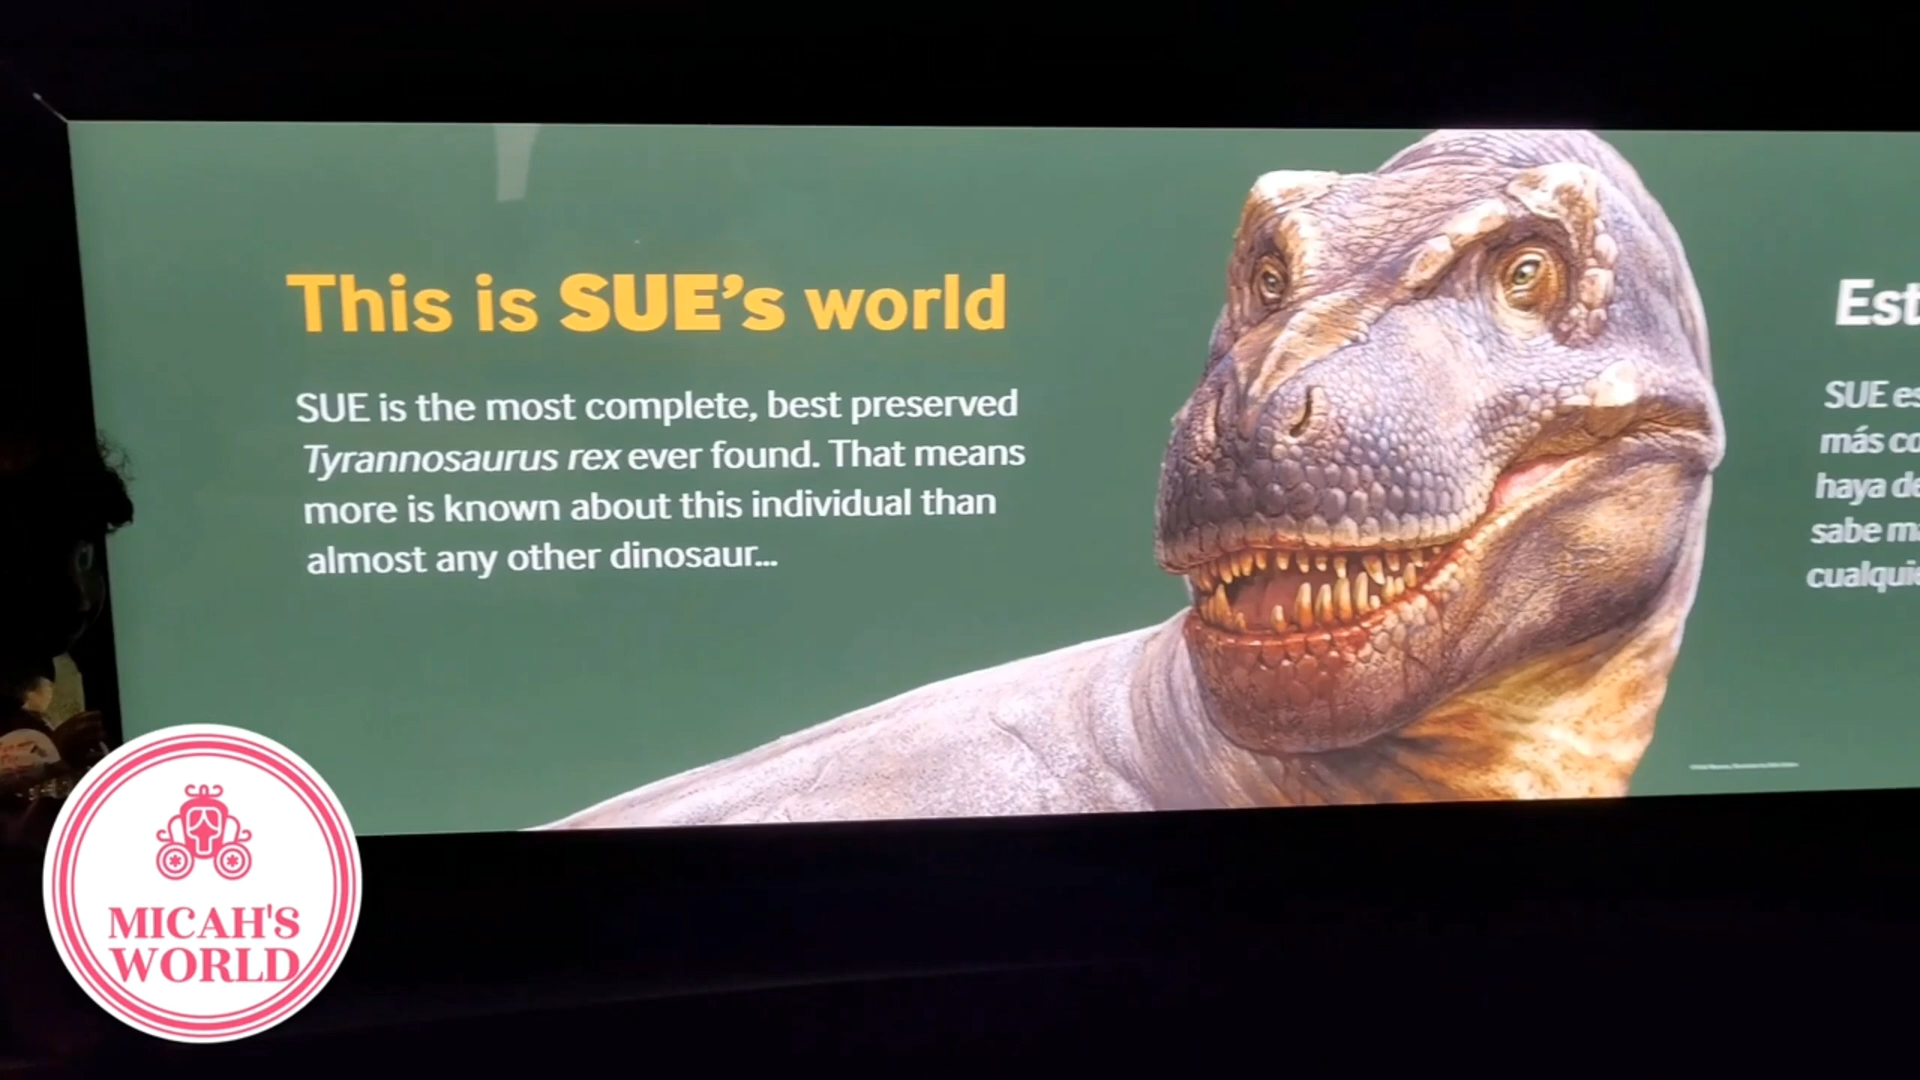 This is SUE's world
SUE is the most complete, best preserved
Tyrannosaurus rex ever found. That means
more is known about this individual than
almost any other dinosaur...
Est
SUE es
más co
haya de
sabe má
cualquie
MICAH'S
WORLD